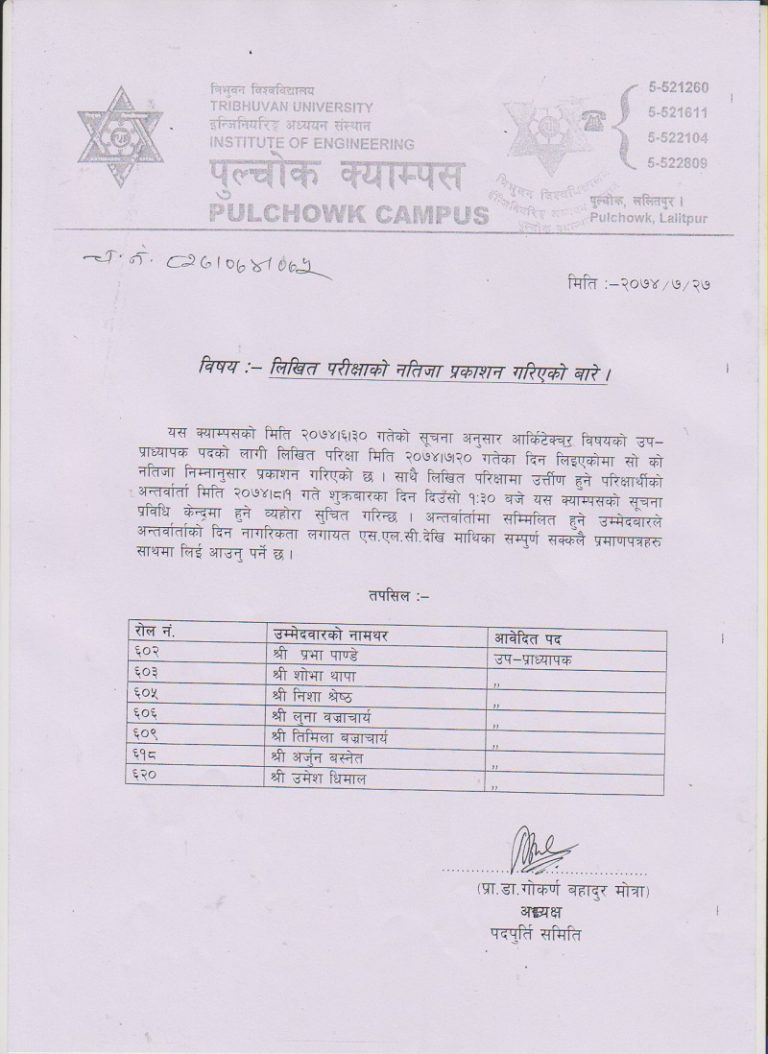 त्रिभुवन विश्वविद्यालय
TRIBHUVAN UNIVERSITY
इन्जिनियरिङ्ग अध्ययन संस्थान
INSTITUTE OF ENGINEERING
पुल्चोक क्याम्पस
PULCHOWK CAMPUS
5-521260
5-521611
5-522104
5-522809
पुल्चोक, ललितपुर ।
Pulchowk, Lalitpur
त्रिभुवन विश्वविद्यालय
च. नं.
मिति :–२०७४/७/२७
विषय :– लिखित परीक्षाको नतिजा प्रकाशन गरिएको बारे ।
यस क्याम्पसको मिति २०७४।६।३० गतेको सूचना अनुसार आर्किटेक्चर विषयको उप–
प्राध्यापक पदको लागी लिखित परिक्षा मिति २०७४।७।२० गतेका दिन लिइएकोमा सो को
नतिजा निम्नानुसार प्रकाशन गरिएको छ । साथै लिखित परिक्षामा उर्त्तीण हुने परिक्षार्थीको
अन्तर्वार्ता मिति २०७४।८।१ गते शुक्रबारका दिन दिउँसो १:३० बजे यस क्याम्पसको सूचना
प्रविधि केन्द्रमा हुने व्यहोरा सुचित गरिन्छ । अन्तर्वार्तामा सम्मिलित हुने उम्मेदबारले
अन्तर्वार्ताको दिन नागरिकता लगायत एस.एल.सी.देखि माथिका सम्पुर्ण सक्कलै प्रमाणपत्रहरु
साथमा लिई आउनु पर्ने छ ।
तपसिल :–
रोल नं. उम्मेदवारको नामथर आवेदित पद
६०२ श्री प्रभा पाण्डे उप–प्राध्यापक
६०३ श्री शोभा थापा ,,
६०५ श्री निशा श्रेष्ठ ,,
६०६ श्री लुना बज्राचार्य ,,
६०९ श्री तिमिला बज्राचार्य ,,
६१८ श्री अर्जुन बस्नेत ,,
६२० श्री उमेश धिमाल ,,
(प्रा.डा.गोकर्ण बहादुर मोत्रा)
अध्यक्ष
पदपुर्ति समिति